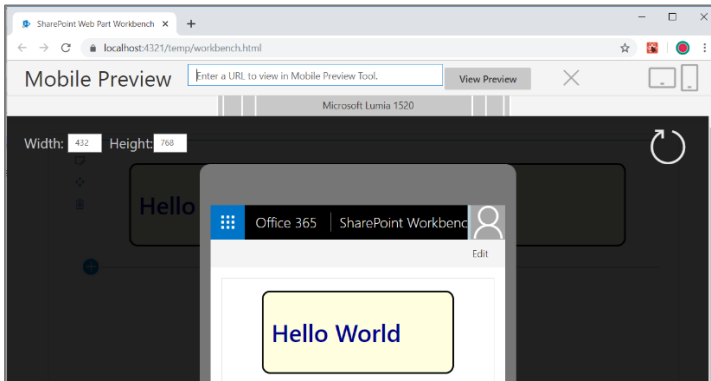 SharePoint Web Part Workbench
localhost:4321/temp/workbench.html
Mobile Preview
Enter a URL to view in Mobile Preview Tool.
View Preview
Microsoft Lumia 1520
Width: 432 Height: 768
Hello
Office 365 SharePoint Workbenc
Edit
Hello World